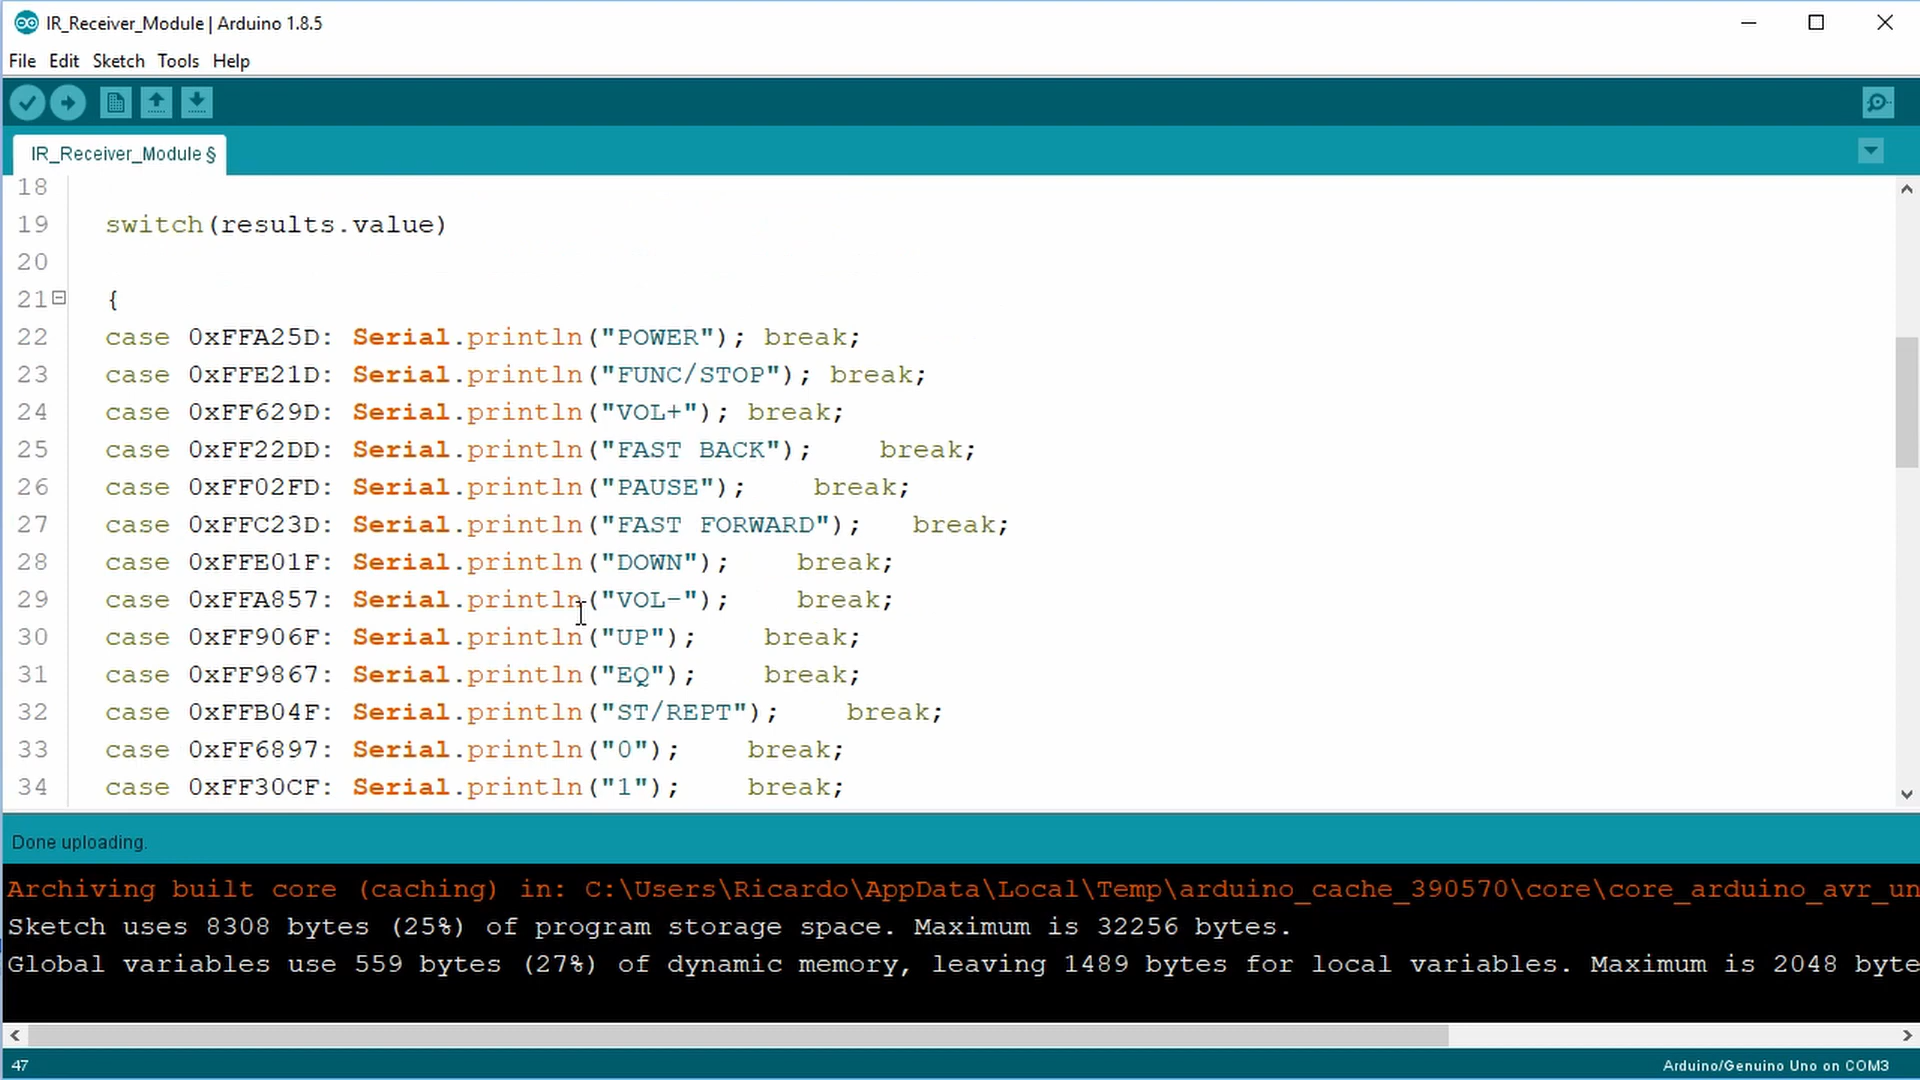 IR_Receiver_Module | Arduino 1.8.5
File Edit Sketch Tools Help
IR_Receiver_Module §
18
19 switch(results.value)
20
21 {
22 case 0xFFA25D: Serial.println("POWER"); break;
23 case 0xFFE21D: Serial.println("FUNC/STOP"); break;
24 case 0xFF629D: Serial.println("VOL+"); break;
25 case 0xFF22DD: Serial.println("FAST BACK");    break;
26 case 0xFF02FD: Serial.println("PAUSE");    break;
27 case 0xFFC23D: Serial.println("FAST FORWARD");   break;
28 case 0xFFE01F: Serial.println("DOWN");    break;
29 case 0xFFA857: Serial.println("VOL-");    break;
30 case 0xFF906F: Serial.println("UP");    break;
31 case 0xFF9867: Serial.println("EQ");    break;
32 case 0xFFB04F: Serial.println("ST/REPT");    break;
33 case 0xFF6897: Serial.println("0");    break;
34 case 0xFF30CF: Serial.println("1");    break;
Done uploading.
Archiving built core (caching) in: C:\Users\Ricardo\AppData\Local\Temp\arduino_cache_390570\core\core_arduino_avr_un
Sketch uses 8308 bytes (25%) of program storage space. Maximum is 32256 bytes.
Global variables use 559 bytes (27%) of dynamic memory, leaving 1489 bytes for local variables. Maximum is 2048 byte
47
Arduino/Genuino Uno on COM3